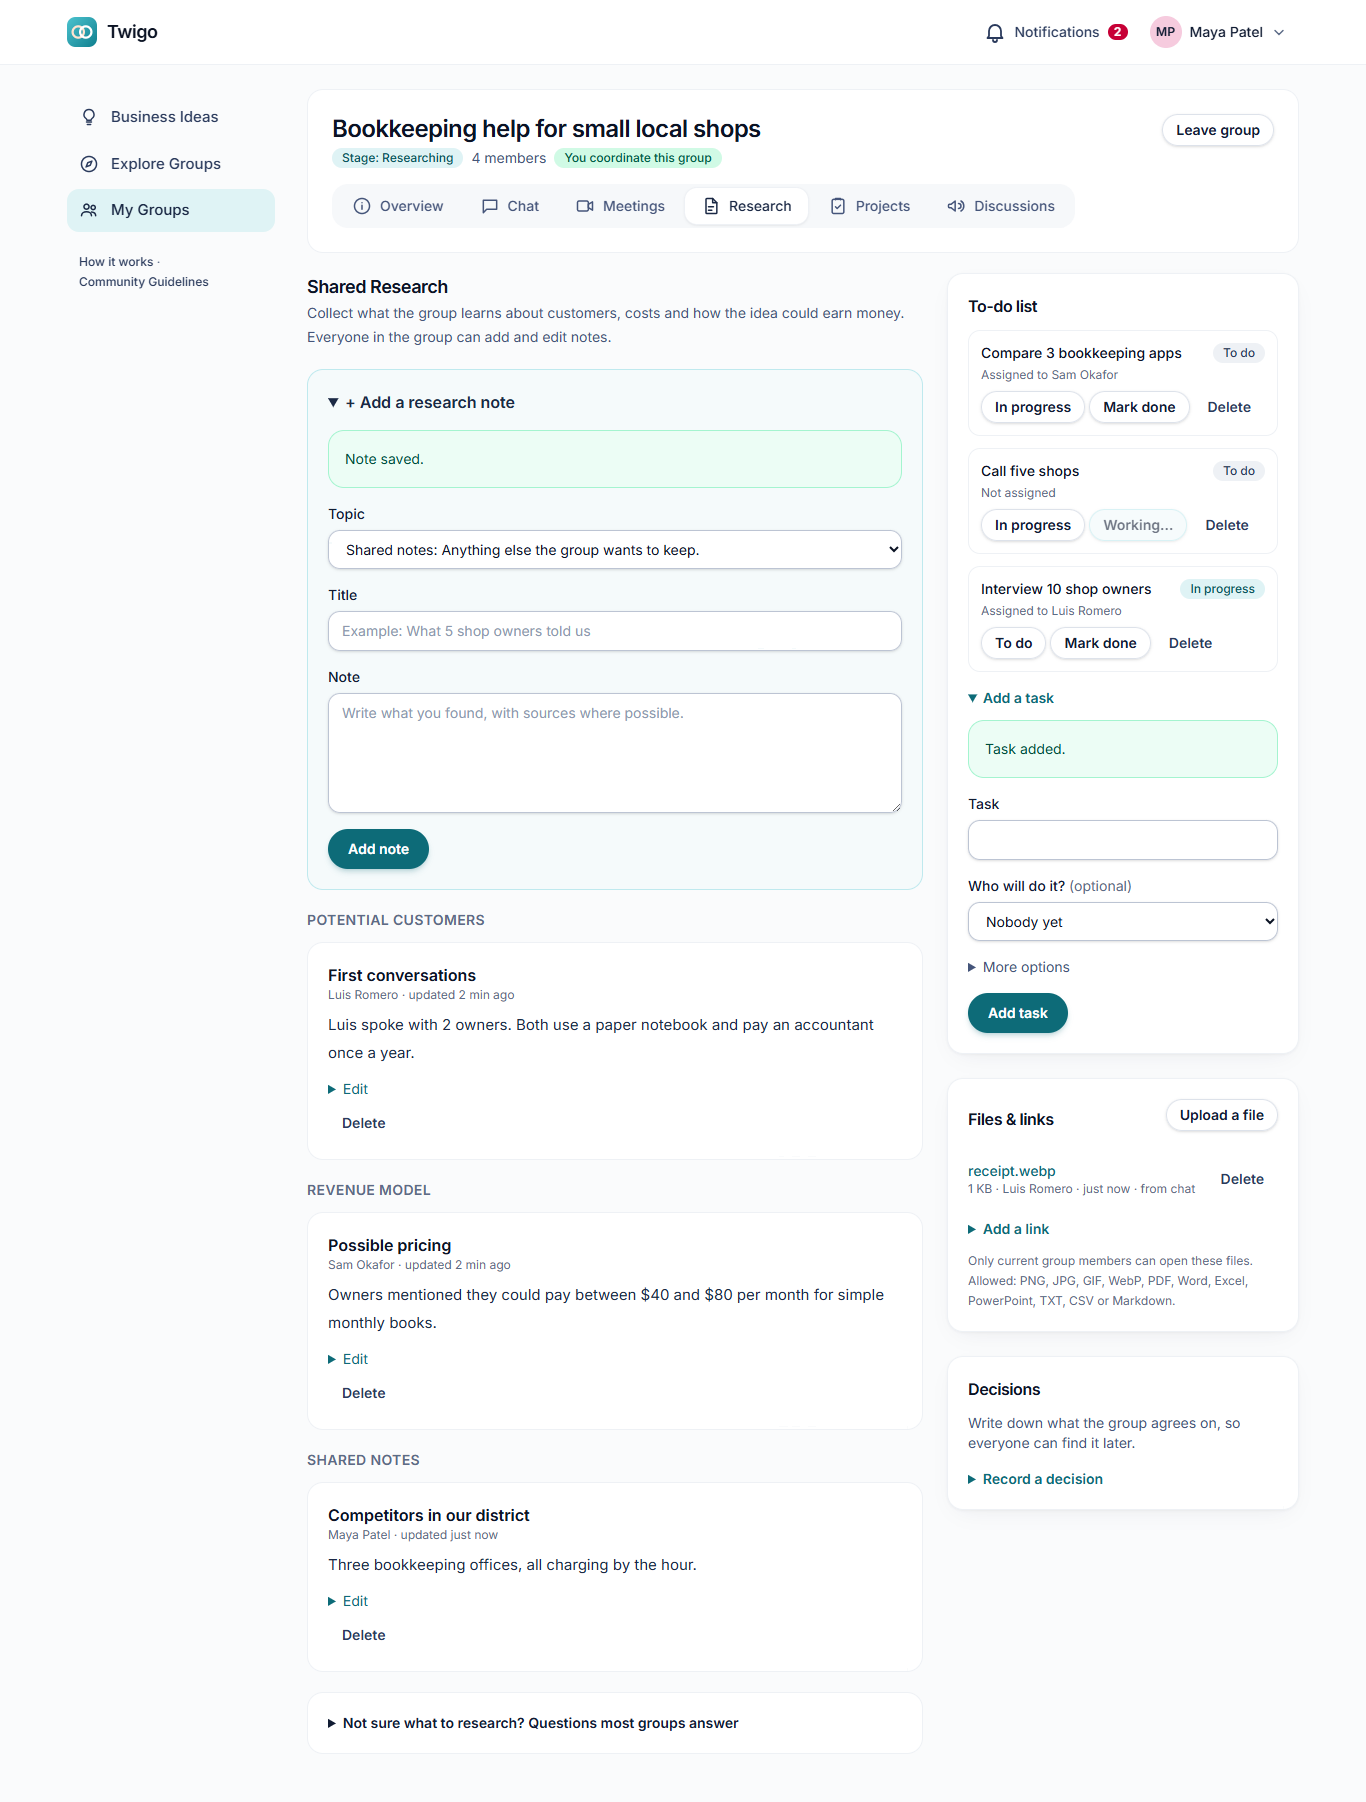 Twigo
Notifications 2
MP Maya Patel
Business Ideas
Explore Groups
My Groups
How it works ·
Community Guidelines
Bookkeeping help for small local shops
Leave group
Stage: Researching 4 members You coordinate this group
Overview Chat Meetings Research Projects Discussions
Shared Research
Collect what the group learns about customers, costs and how the idea could earn money.
Everyone in the group can add and edit notes.
+ Add a research note
Note saved.
Topic
Shared notes: Anything else the group wants to keep.
Title
Example: What 5 shop owners told us
Note
Write what you found, with sources where possible.
Add note
POTENTIAL CUSTOMERS
First conversations
Luis Romero · updated 2 min ago
Luis spoke with 2 owners. Both use a paper notebook and pay an accountant
once a year.
Edit
Delete
REVENUE MODEL
Possible pricing
Sam Okafor · updated 2 min ago
Owners mentioned they could pay between $40 and $80 per month for simple
monthly books.
Edit
Delete
SHARED NOTES
Competitors in our district
Maya Patel · updated just now
Three bookkeeping offices, all charging by the hour.
Edit
Delete
Not sure what to research? Questions most groups answer
To-do list
Compare 3 bookkeeping apps To do
Assigned to Sam Okafor
In progress Mark done Delete
Call five shops To do
Not assigned
In progress Working... Delete
Interview 10 shop owners In progress
Assigned to Luis Romero
To do Mark done Delete
Add a task
Task added.
Task
Who will do it? (optional)
Nobody yet
More options
Add task
Files & links Upload a file
receipt.webp
1 KB · Luis Romero · just now · from chat
Delete
Add a link
Only current group members can open these files.
Allowed: PNG, JPG, GIF, WebP, PDF, Word, Excel,
PowerPoint, TXT, CSV or Markdown.
Decisions
Write down what the group agrees on, so
everyone can find it later.
Record a decision